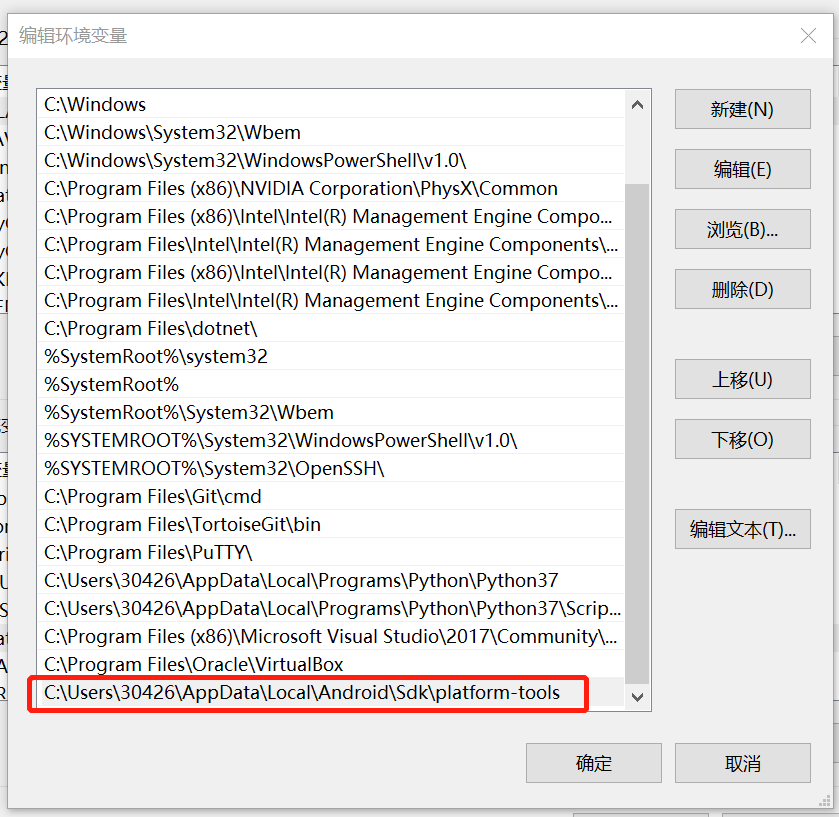 编辑环境变量
C:\Windows
C:\Windows\System32\Wbem
C:\Windows\System32\WindowsPowerShell\v1.0\
C:\Program Files (x86)\NVIDIA Corporation\PhysX\Common
C:\Program Files (x86)\Intel\Intel(R) Management Engine Compo...
C:\Program Files\Intel\Intel(R) Management Engine Components\...
C:\Program Files (x86)\Intel\Intel(R) Management Engine Compo...
C:\Program Files\Intel\Intel(R) Management Engine Components\...
C:\Program Files\dotnet\
%SystemRoot%\system32
%SystemRoot%
%SystemRoot%\System32\Wbem
%SYSTEMROOT%\System32\WindowsPowerShell\v1.0\
%SYSTEMROOT%\System32\OpenSSH\
C:\Program Files\Git\cmd
C:\Program Files\TortoiseGit\bin
C:\Program Files\PuTTY\
C:\Users\30426\AppData\Local\Programs\Python\Python37
C:\Users\30426\AppData\Local\Programs\Python\Python37\Scrip...
C:\Program Files (x86)\Microsoft Visual Studio\2017\Community\...
C:\Program Files\Oracle\VirtualBox
C:\Users\30426\AppData\Local\Android\Sdk\platform-tools
新建(N)
编辑(E)
浏览(B)...
删除(D)
上移(U)
下移(O)
编辑文本(T)...
确定
取消